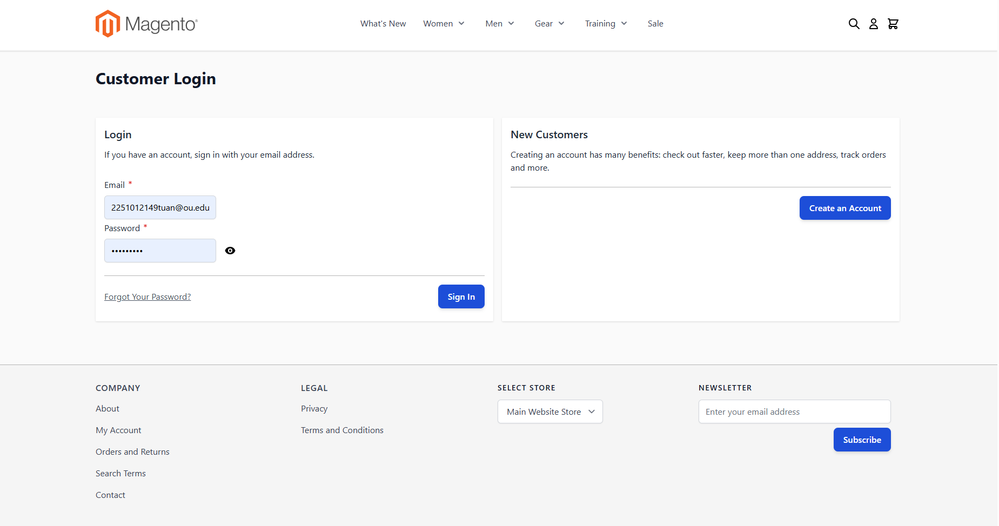 Magento®
What's New Women Men Gear Training Sale
Customer Login
Login
If you have an account, sign in with your email address.
Email *
2251012149tuan@ou.edu
Password *
•••••••••
Forgot Your Password?
Sign In
New Customers
Creating an account has many benefits: check out faster, keep more than one address, track orders
and more.
Create an Account
COMPANY
About
My Account
Orders and Returns
Search Terms
Contact
LEGAL
Privacy
Terms and Conditions
SELECT STORE
Main Website Store
NEWSLETTER
Enter your email address
Subscribe